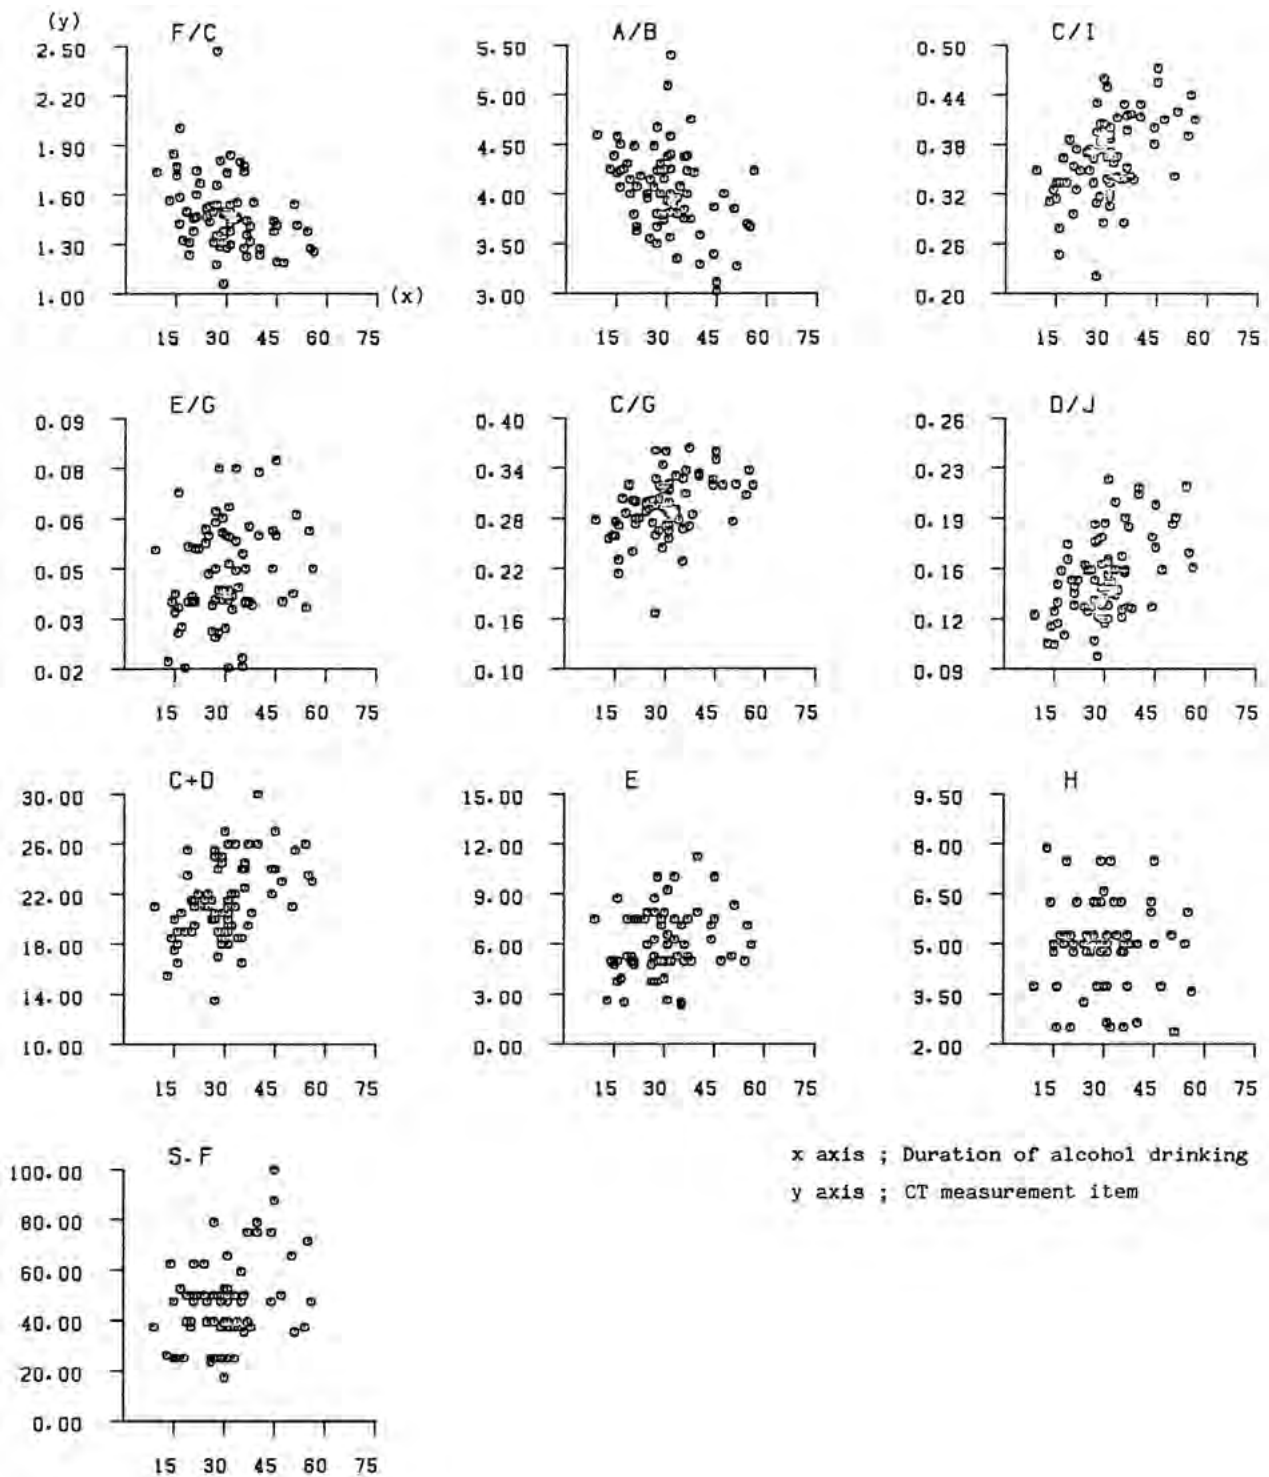 (y)
F/C
2.50
2.20
1.90
1.60
1.30
1.00
(x)
15 30 45 60 75
A/B
5.50
5.00
4.50
4.00
3.50
3.00
15 30 45 60 75
C/I
0.50
0.44
0.38
0.32
0.26
0.20
15 30 45 60 75
E/G
0.09
0.08
0.06
0.05
0.03
0.02
15 30 45 60 75
C/G
0.40
0.34
0.28
0.22
0.16
0.10
15 30 45 60 75
D/J
0.26
0.23
0.19
0.16
0.12
0.09
15 30 45 60 75
C+D
30.00
26.00
22.00
18.00
14.00
10.00
15 30 45 60 75
E
15.00
12.00
9.00
6.00
3.00
0.00
15 30 45 60 75
H
9.50
8.00
6.50
5.00
3.50
2.00
15 30 45 60 75
S-F
100.00
80.00
60.00
40.00
20.00
0.00
15 30 45 60 75
x axis ; Duration of alcohol drinking
y axis ; CT measurement item